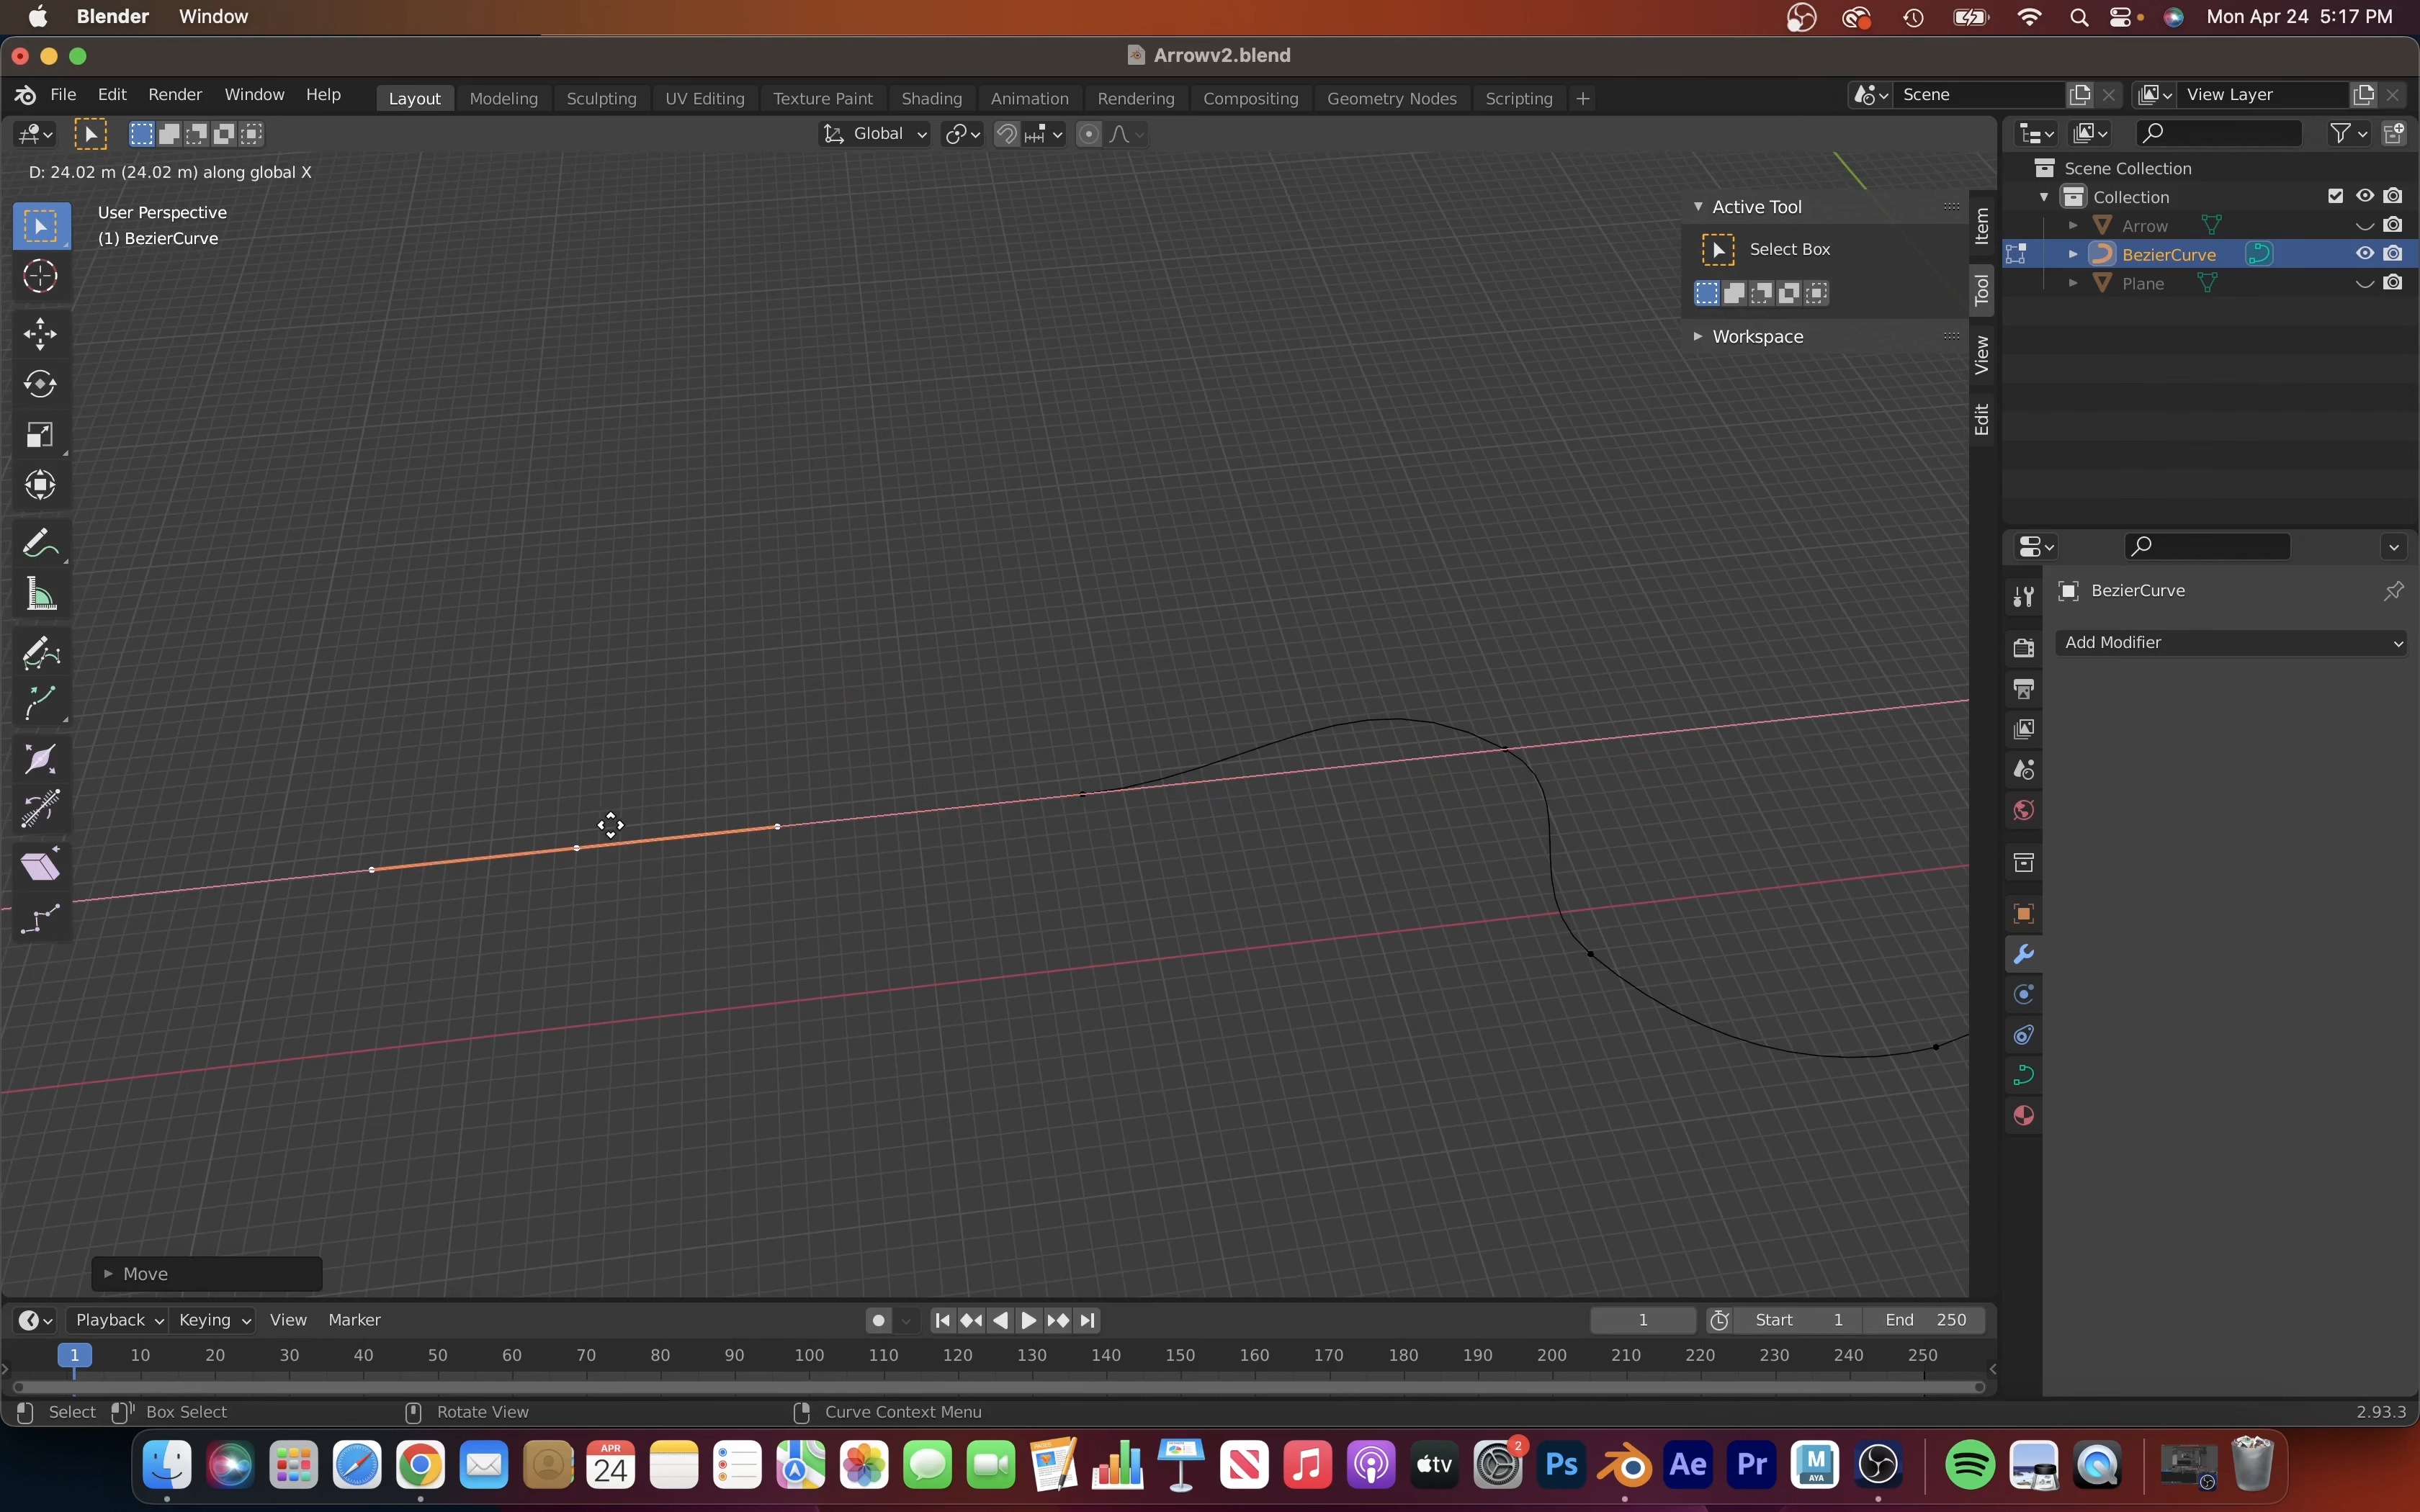 Blender Window Mon Apr 24 5:17 PM
Arrowv2.blend
File Edit Render Window Help Layout Modeling Sculpting UV Editing Texture Paint Shading Animation Rendering Compositing Geometry Nodes Scripting + Scene View Layer
Global
D: 24.02 m (24.02 m) along global X
Scene Collection
User Perspective
(1) BezierCurve
Collection
Arrow
BezierCurve
Plane
Active Tool
Select Box
Workspace
Item
Tool
View
Edit
BezierCurve
Add Modifier
Move
Playback Keying View Marker 1 Start 1 End 250
1 10 20 30 40 50 60 70 80 90 100 110 120 130 140 150 160 170 180 190 200 210 220 230 240 250
Select Box Select Rotate View Curve Context Menu 2.93.3
APR
24
tv
2
Ps
Ae
Pr
M
AYA